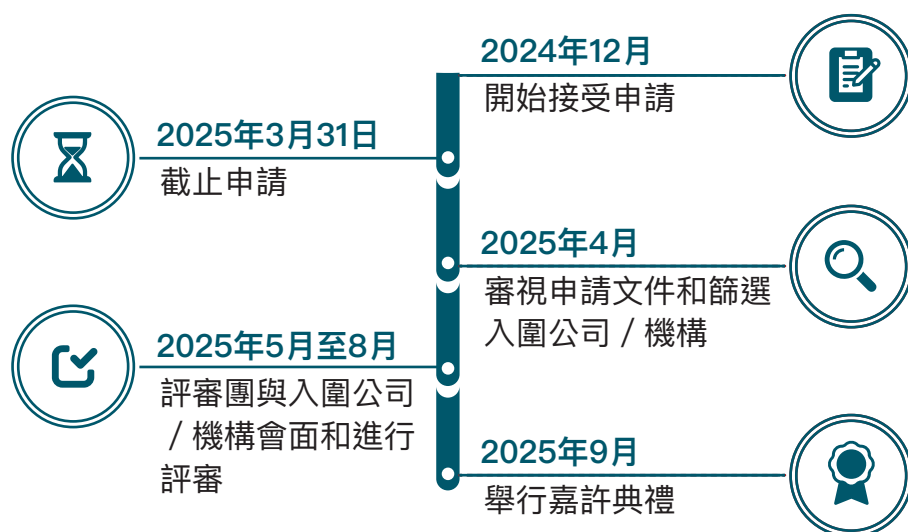 2024年12月
開始接受申請
2025年3月31日
截止申請
2025年4月
審視申請文件和篩選
入圍公司 / 機構
2025年5月至8月
評審團與入圍公司
/ 機構會面和進行
評審
2025年9月
舉行嘉許典禮